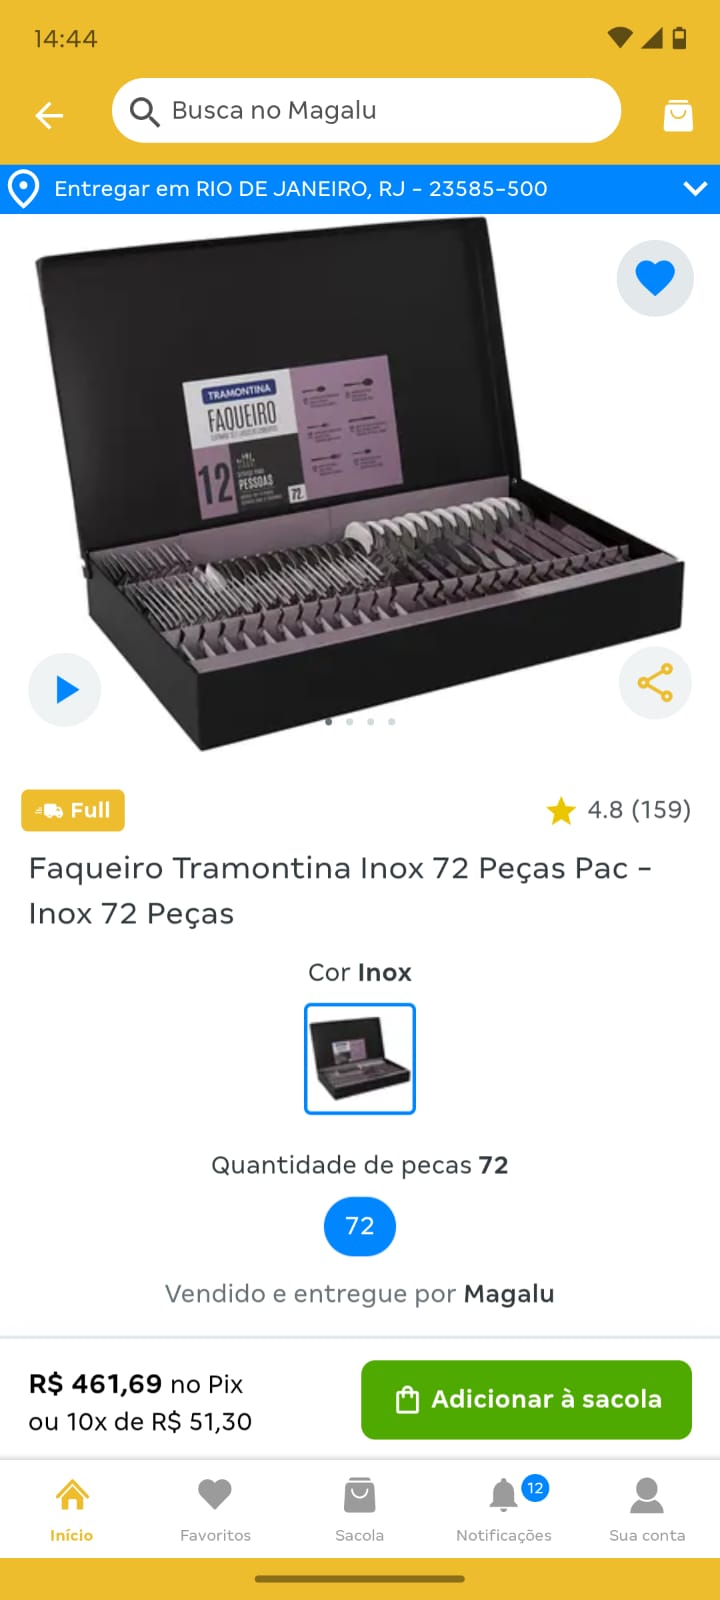 14:44
Busca no Magalu
Entregar em RIO DE JANEIRO, RJ - 23585-500
TRAMONTINA
FAQUEIRO
12
PESSOAS
72
Full
4.8 (159)
Faqueiro Tramontina Inox 72 Peças Pac -
Inox 72 Peças
Cor Inox
Quantidade de pecas 72
72
Vendido e entregue por Magalu
R$ 461,69 no Pix
ou 10x de R$ 51,30
Adicionar à sacola
12
Início
Favoritos
Sacola
Notificações
Sua conta